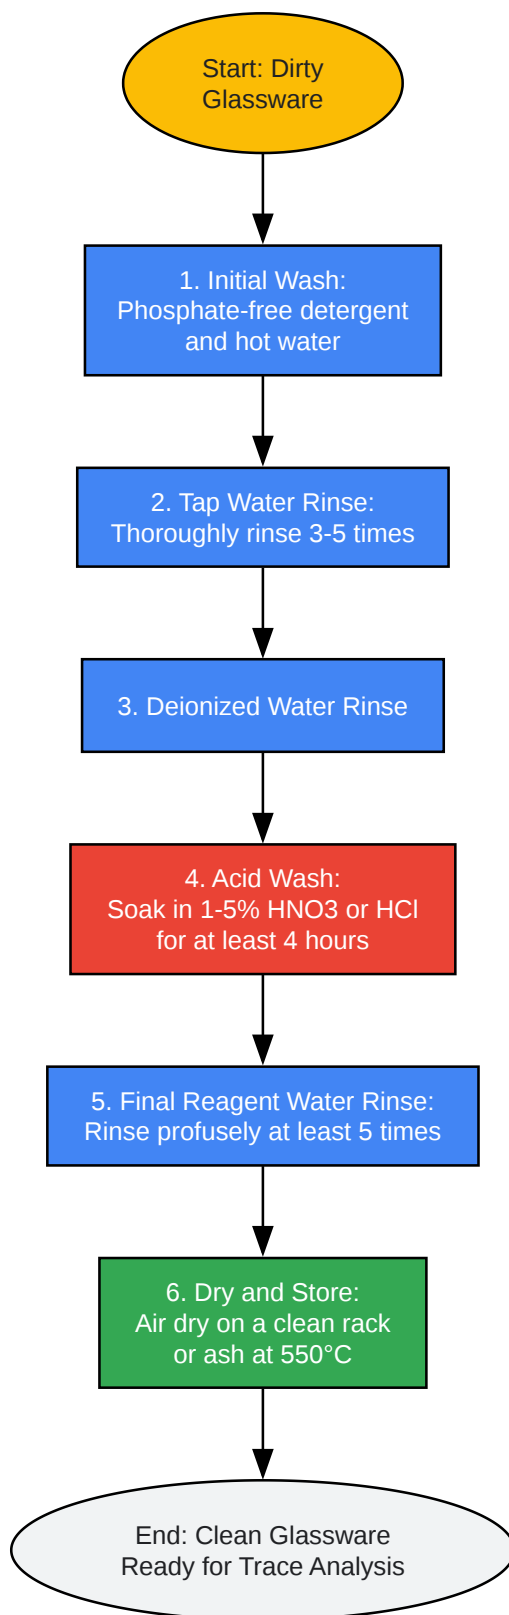 Start: Dirty
Glassware
1. Initial Wash:
Phosphate-free detergent
and hot water
2. Tap Water Rinse:
Thoroughly rinse 3-5 times
3. Deionized Water Rinse
4. Acid Wash:
Soak in 1-5% HNO3 or HCl
for at least 4 hours
5. Final Reagent Water Rinse:
Rinse profusely at least 5 times
6. Dry and Store:
Air dry on a clean rack
or ash at 550°C
End: Clean Glassware
Ready for Trace Analysis